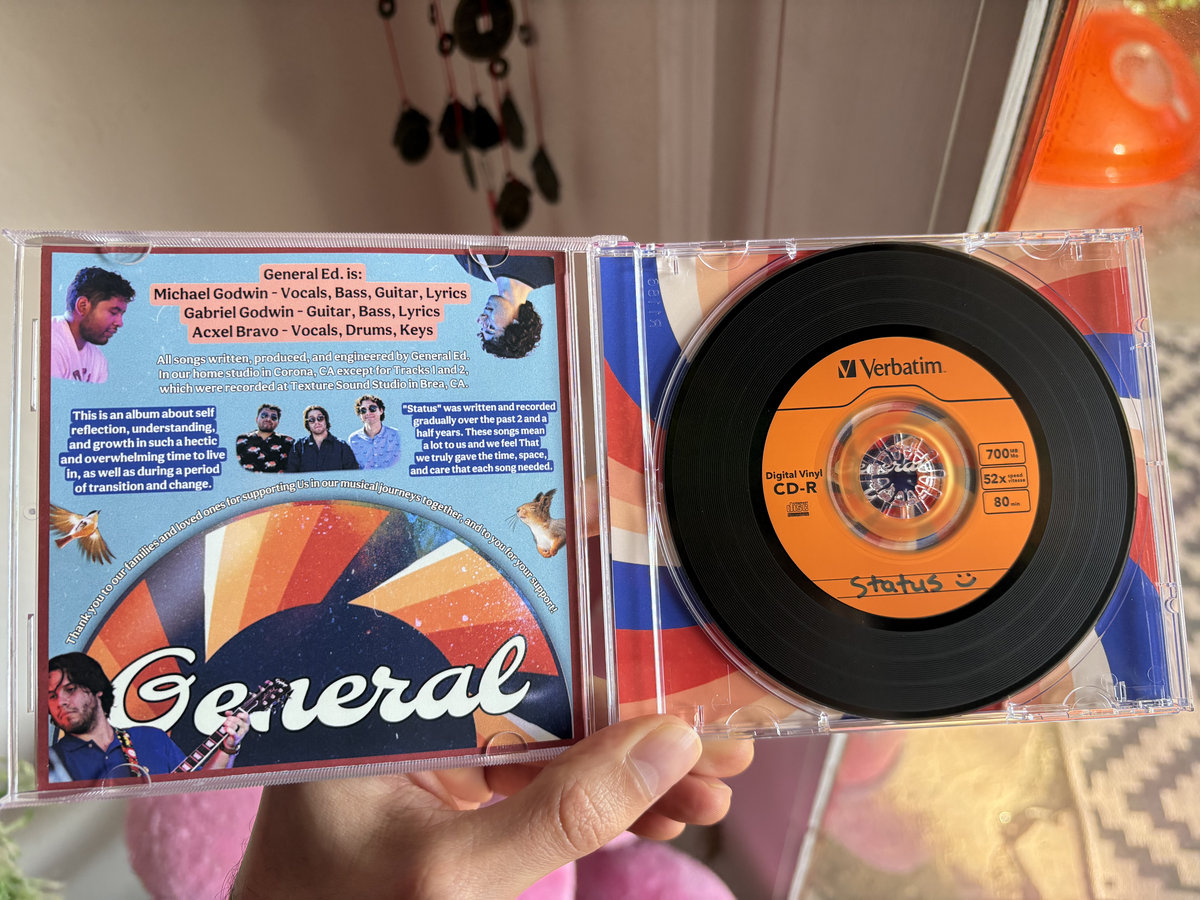 General Ed. is:
Michael Godwin - Vocals, Bass, Guitar, Lyrics
Gabriel Godwin - Guitar, Bass, Lyrics
Acxel Bravo - Vocals, Drums, Keys
All songs written, produced, and engineered by General Ed.
In our home studio in Corona, CA except for Tracks 1 and 2,
which were recorded at Texture Sound Studio in Brea, CA.
This is an album about self
reflection, understanding,
and growth in such a hectic
and overwhelming time to live
in, as well as during a period
of transition and change.
"Status" was written and recorded
gradually over the past 2 and a
half years. These songs mean
a lot to us and we feel That
we truly gave the time, space,
and care that each song needed.
Thank you to our families and loved ones for supporting Us in our musical journeys together, and to you for your support!
General
Verbatim
Digital Vinyl
CD-R
700 MB
Mo
52x speed
vitesse
80 min
Status